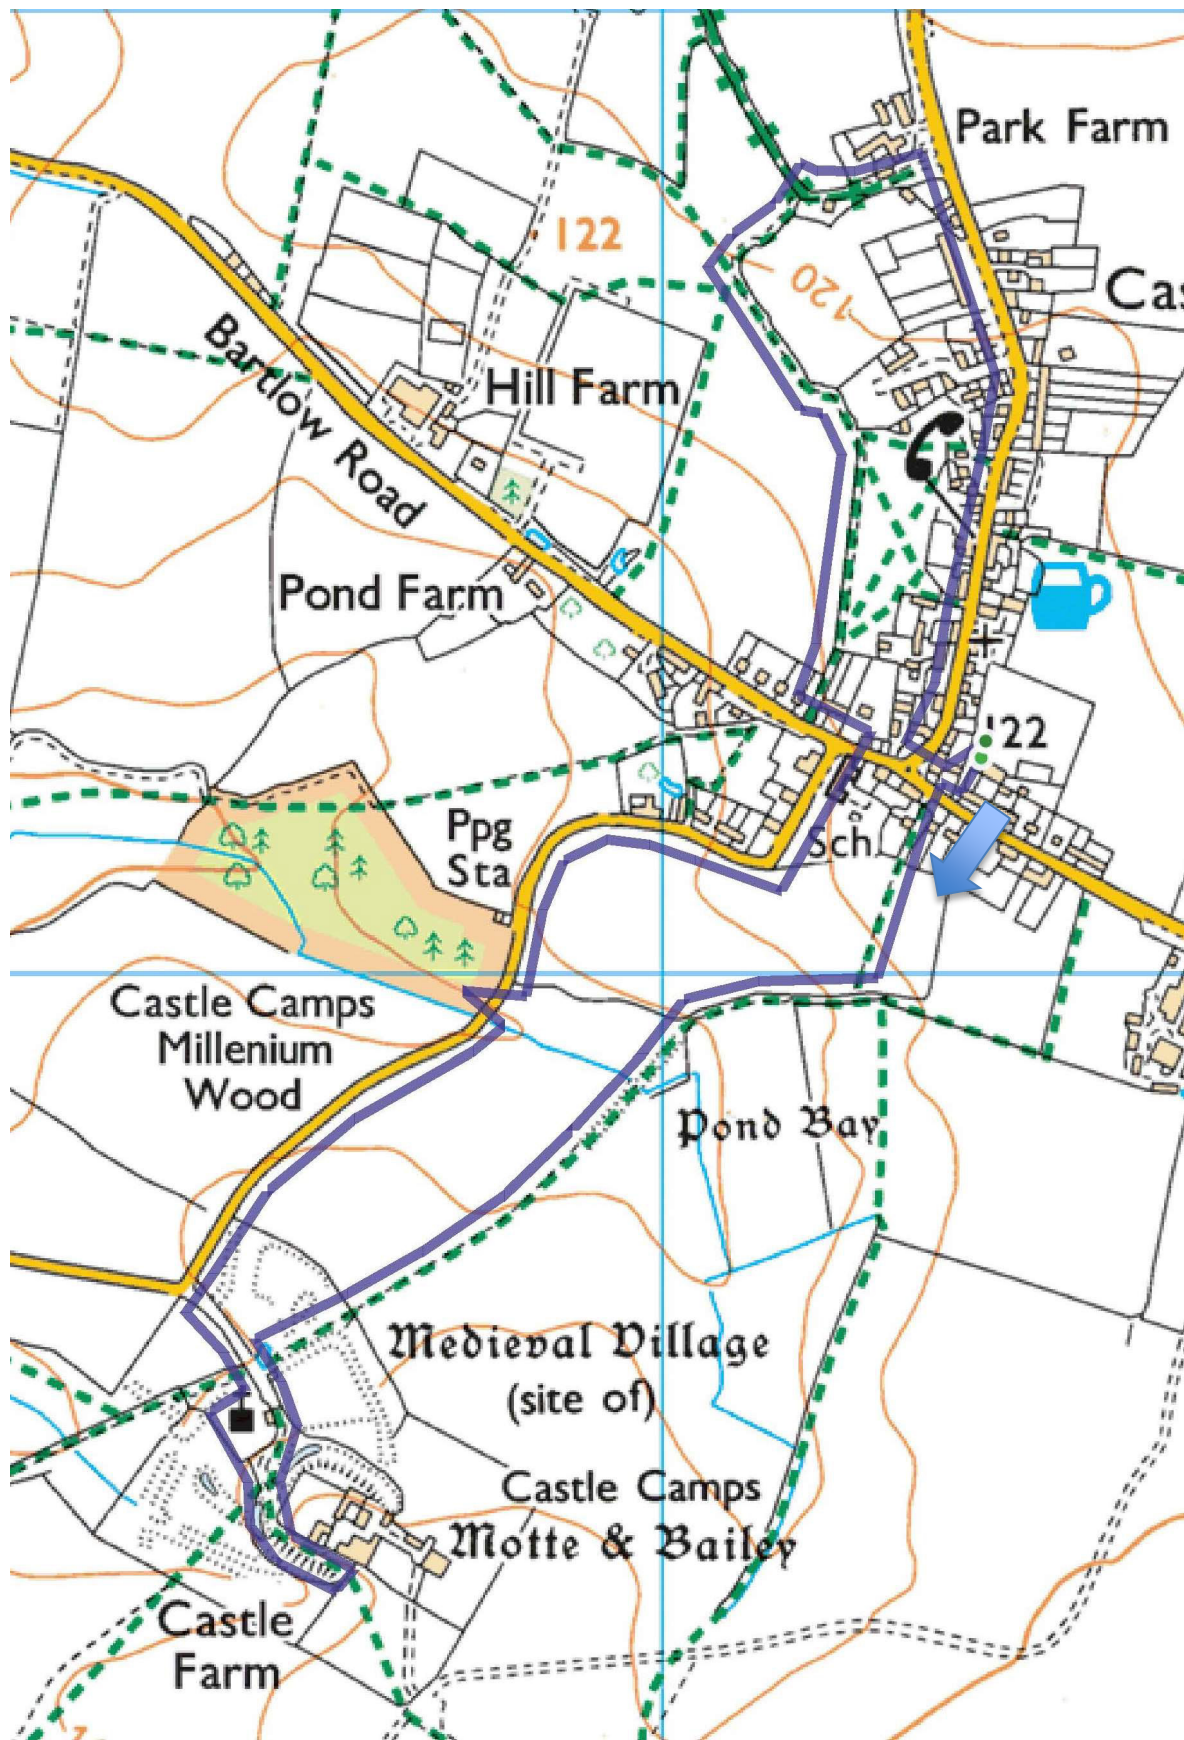 Park Farm
122
120
Cas
Bartlow Road
Hill Farm
Pond Farm
122
Ppg
Sta
Sch
Castle Camps
Millenium
Wood
Pond Bay
Medieval Village
(site of)
Castle Camps
Motte & Bailey
Castle
Farm